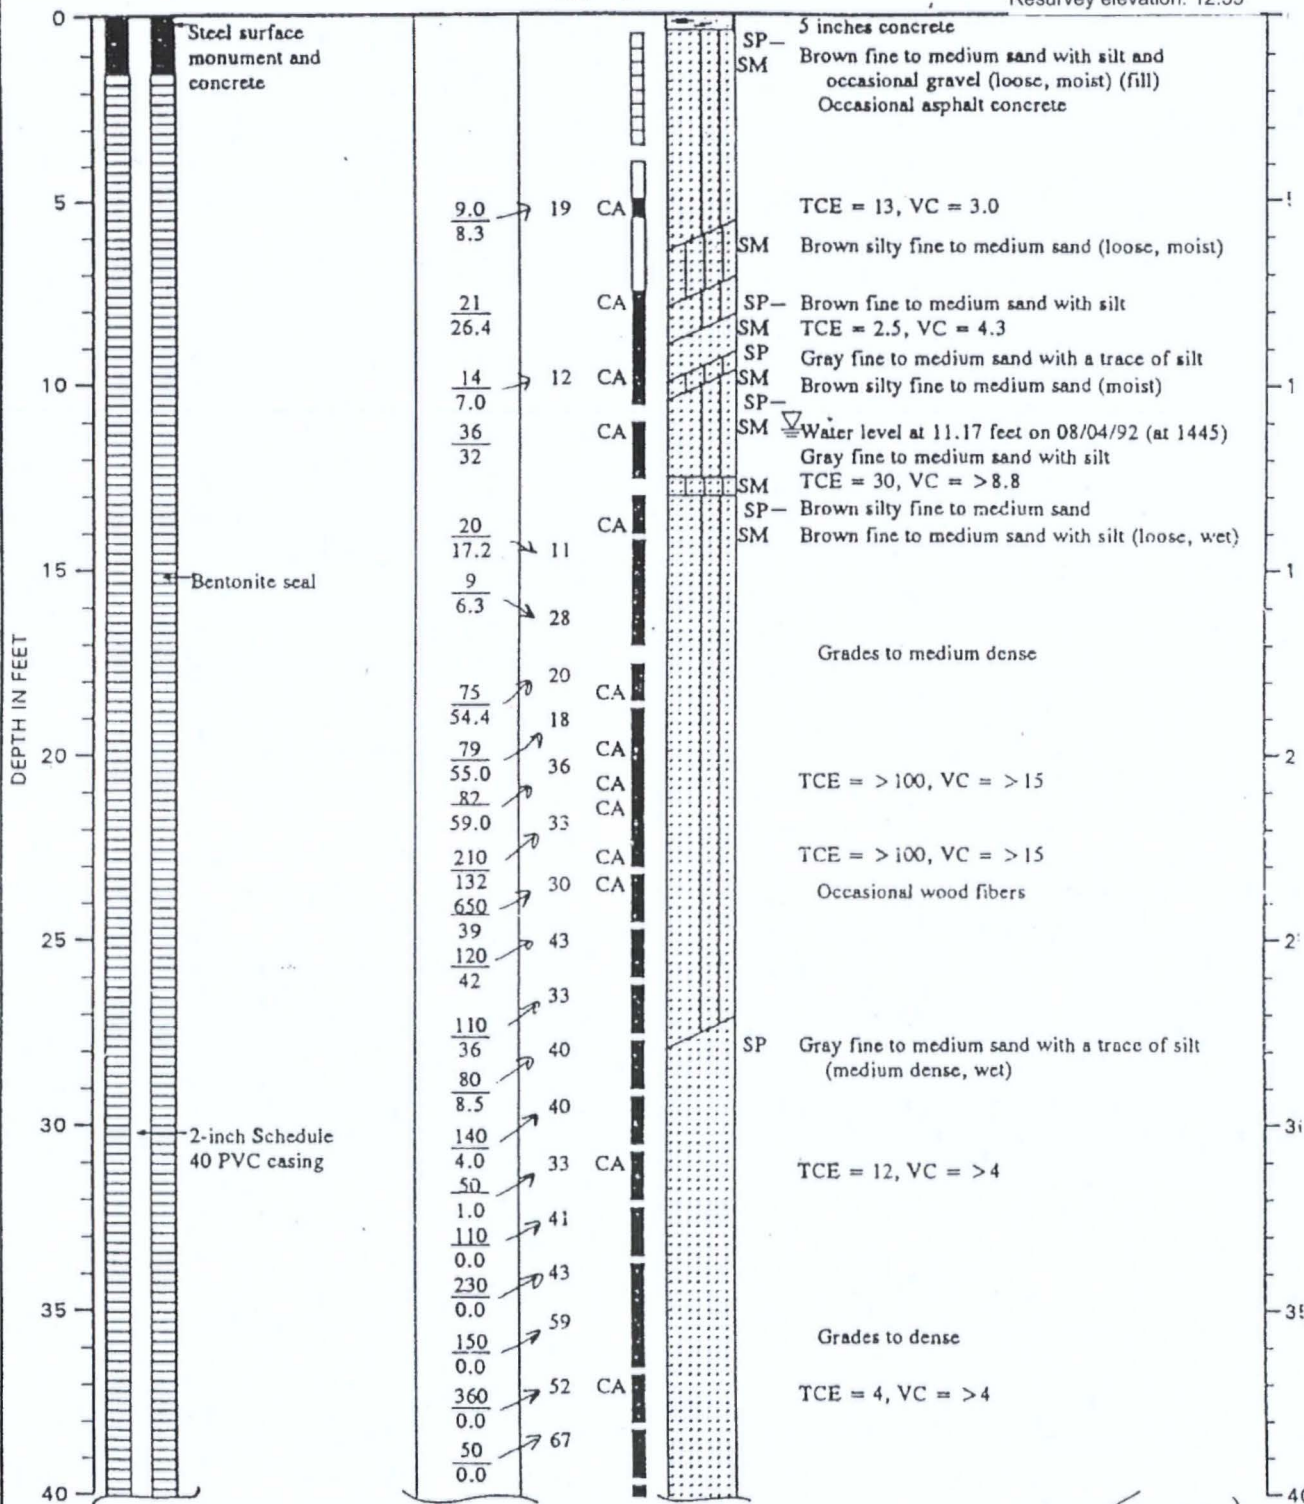 Resurvey elevation: 12.55
0
Steel surface
monument and
concrete
5 inches concrete
SP–
SM
Brown fine to medium sand with silt and
occasional gravel (loose, moist) (fill)
Occasional asphalt concrete
5
9.0
8.3
19
CA
TCE = 13, VC = 3.0
SM
Brown silty fine to medium sand (loose, moist)
21
26.4
CA
SP–
Brown fine to medium sand with silt
SM
TCE = 2.5, VC = 4.3
SP
Gray fine to medium sand with a trace of silt
10
14
7.0
12
CA
SM
Brown silty fine to medium sand (moist)
SP–
36
32
CA
SM
Water level at 11.17 feet on 08/04/92 (at 1445)
Gray fine to medium sand with silt
TCE = 30, VC = >8.8
SM
SP–
Brown silty fine to medium sand
20
17.2
11
CA
SM
Brown fine to medium sand with silt (loose, wet)
15
Bentonite seal
9
6.3
28
DEPTH IN FEET
Grades to medium dense
75
54.4
20
CA
18
20
79
55.0
CA
36
CA
TCE = >100, VC = >15
82
59.0
CA
33
210
132
CA
TCE = >100, VC = >15
30
CA
Occasional wood fibers
650
39
25
43
120
42
33
110
36
SP
Gray fine to medium sand with a trace of silt
(medium dense, wet)
40
80
8.5
40
30
2-inch Schedule
40 PVC casing
140
4.0
33
CA
TCE = 12, VC = >4
50
1.0
41
110
0.0
43
230
0.0
35
59
Grades to dense
150
0.0
52
CA
TCE = 4, VC = >4
360
0.0
67
50
0.0
40